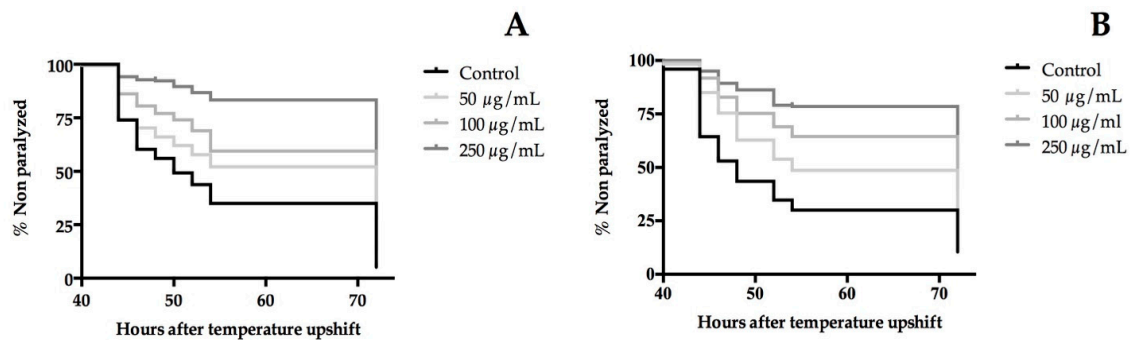 A
100
75
50
25
0
40
50
60
70
% Non paralyzed
Hours after temperature upshift
Control
50 µg/mL
100 µg/mL
250 µg/mL
B
100
75
50
25
0
40
50
60
70
% Non paralyzed
Hours after temperature upshift
Control
50 µg/mL
100 µg/ml
250 µg/mL